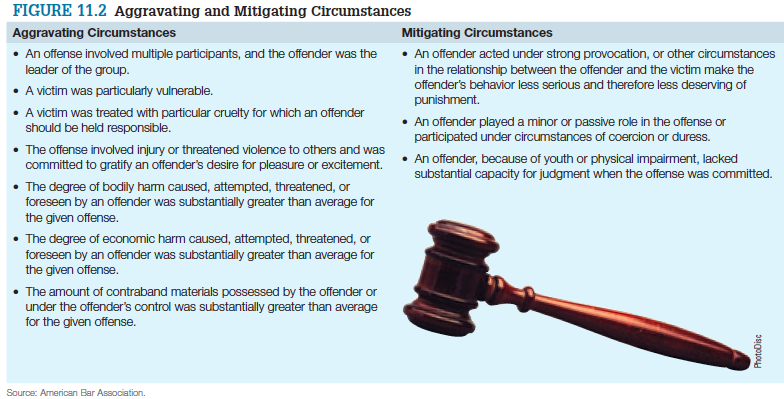 FIGURE 11.2 Aggravating and Mitigating Circumstances
Aggravating Circumstances
• An offense involved multiple participants, and the offender was the
leader of the group.
• A victim was particularly vulnerable.
• A victim was treated with particular cruelty for which an offender
should be held responsible.
• The offense involved injury or threatened violence to others and was
committed to gratify an offender's desire for pleasure or excitement.
• The degree of bodily harm caused, attempted, threatened, or
foreseen by an offender was substantially greater than average for
the given offense.
• The degree of economic harm caused, attempted, threatened, or
foreseen by an offender was substantially greater than average for
the given offense.
• The amount of contraband materials possessed by the offender or
under the offender's control was substantially greater than average
for the given offense.
Mitigating Circumstances
• An offender acted under strong provocation, or other circumstances
in the relationship between the offender and the victim make the
offender's behavior less serious and therefore less deserving of
punishment.
• An offender played a minor or passive role in the offense or
participated under circumstances of coercion or duress.
• An offender, because of youth or physical impairment, lacked
substantial capacity for judgment when the offense was committed.
PhotoDisc
Source: American Bar Association.